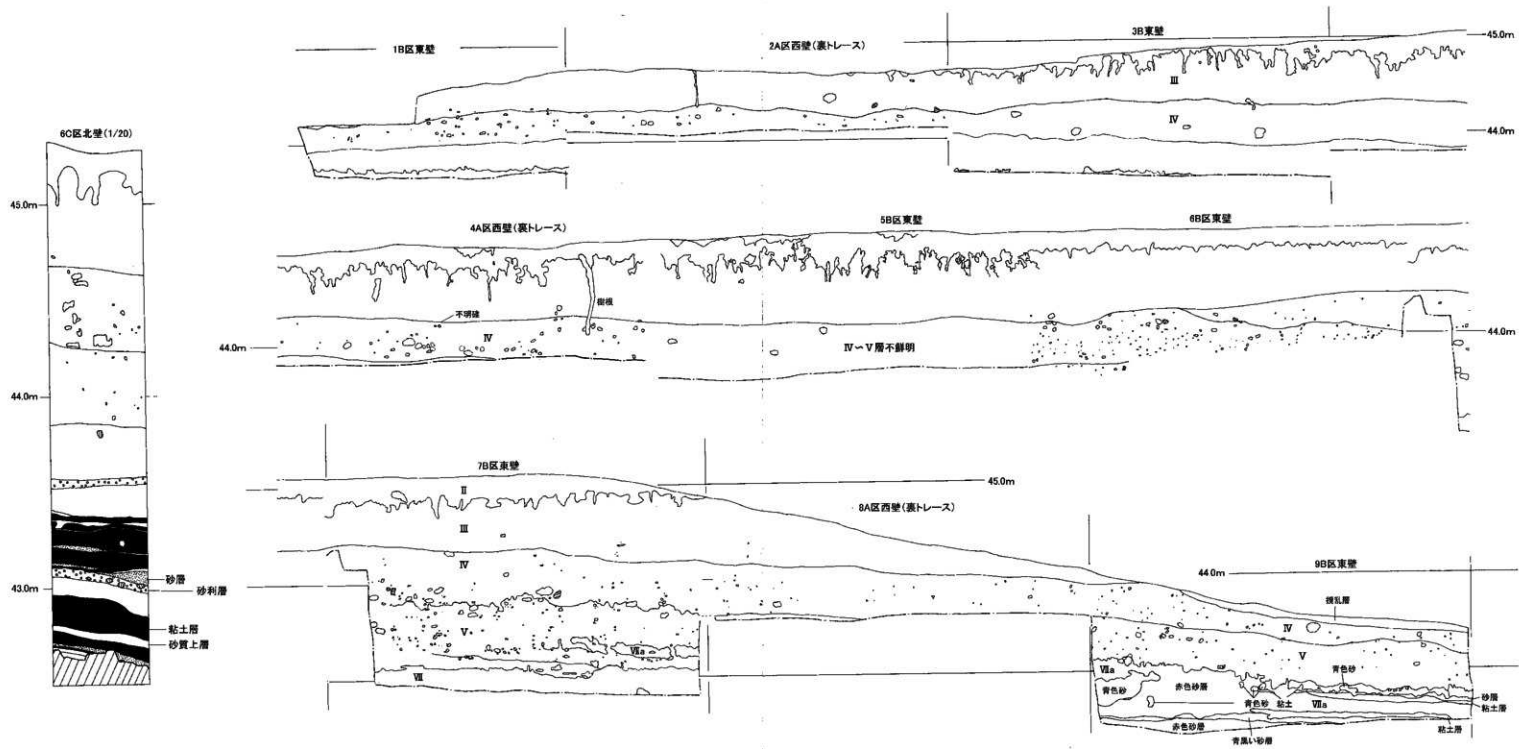 1B区東壁
2A区西壁(裏トレース)
3B区東壁
45.0m
III
IV
44.0m
6C区北壁(1/20)
45.0m
44.0m
43.0m
砂層
砂利層
粘土層
砂質上層
4A区西壁(裏トレース)
5B区東壁
6B区東壁
樹根
不明確
IV
IV〜V層不鮮明
44.0m
44.0m
7B区東壁
II
III
IV
V
VIIa
VII
45.0m
8A区西壁(裏トレース)
44.0m
9B区東壁
撹乱層
IV
V
VIIa
青色砂
赤色砂層
青色砂
青色砂
粘土
VIIa
砂層
粘土層
赤色砂層
青黒い砂層
粘土層